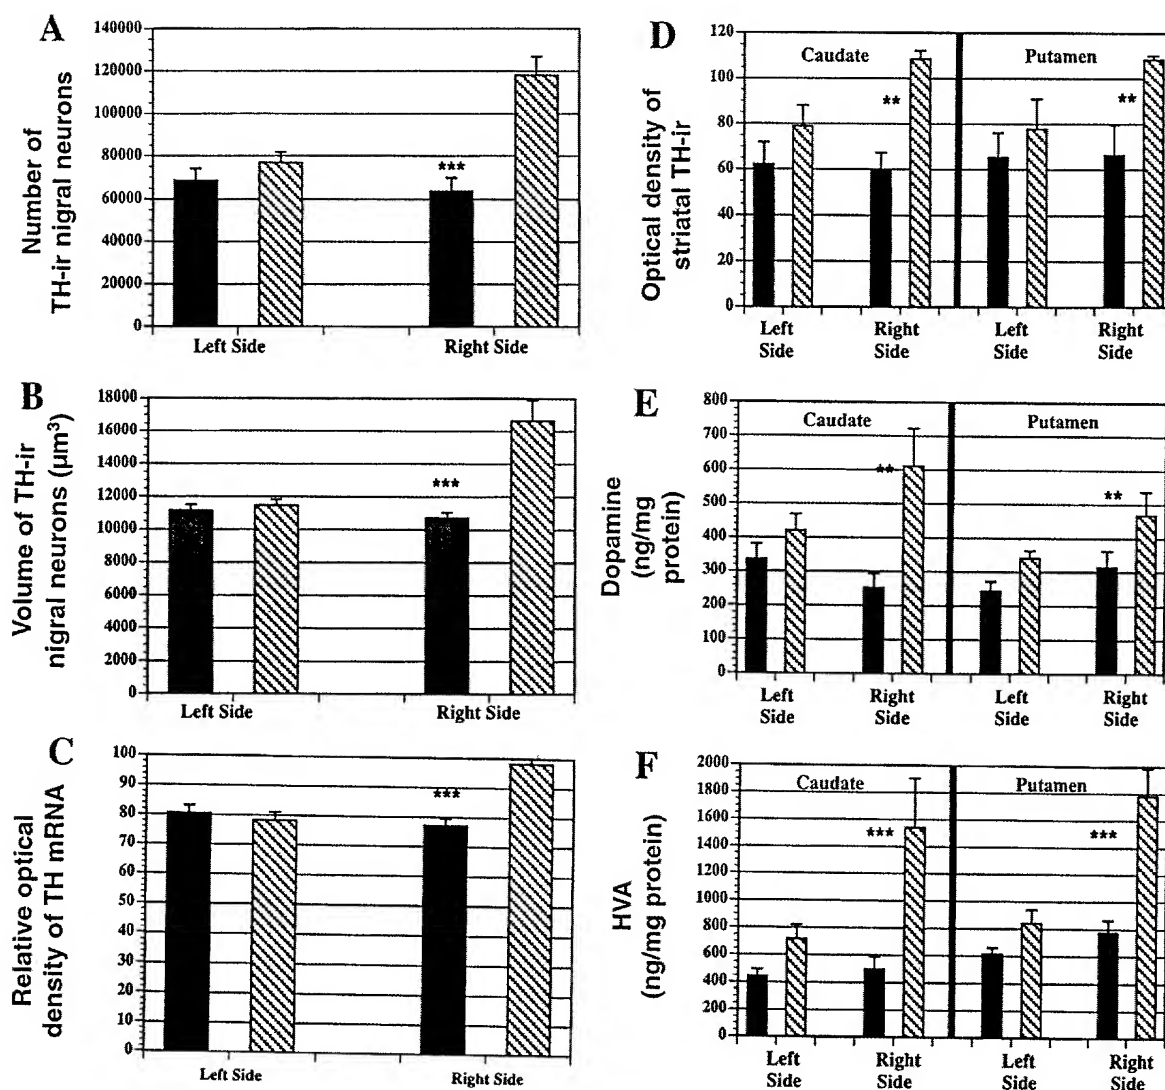 A
Number of
TH-ir nigral neurons
140000
120000
100000
80000
60000
40000
20000
0
***
Left Side
Right Side
B
Volume of TH-ir
nigral neurons (µm³)
18000
16000
14000
12000
10000
8000
6000
4000
2000
0
***
Left Side
Right Side
C
Relative optical
density of TH mRNA
100
90
80
70
60
50
40
30
20
10
0
***
Left Side
Right Side
D
Optical density of
striatal TH-ir
120
100
80
60
40
20
0
Caudate
Putamen
**
**
Left
Side
Right
Side
Left
Side
Right
Side
E
Dopamine
(ng/mg
protein)
800
700
600
500
400
300
200
100
0
Caudate
Putamen
**
**
Left
Side
Right
Side
Left
Side
Right
Side
F
HVA
(ng/mg protein)
2000
1800
1600
1400
1200
1000
800
600
400
200
0
Caudate
Putamen
***
***
Left
Side
Right
Side
Left
Side
Right
Side